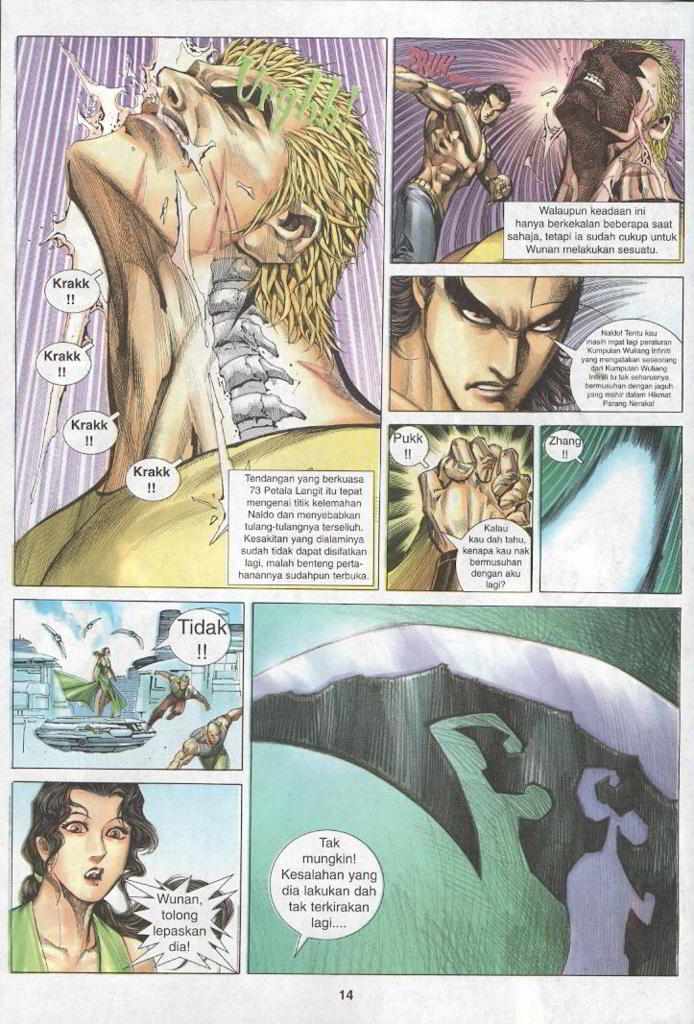 Urghh!
Krakk
!!
Krakk
!!
Krakk
!!
Krakk
!!
Tendangan yang berkuasa
73 Petala Langit itu tepat
mengenai titik kelemahan
Naldo dan menyebabkan
tulang-tulangnya terseliuh.
Kesakitan yang dialaminya
sudah tidak dapat disifatkan
lagi, malah benteng perta-
hanannya sudahpun terbuka.
FRUH
Walaupun keadaan ini
hanya berkekalan beberapa saat
sahaja, tetapi ia sudah cukup untuk
Wunan melakukan sesuatu.
Naldo! Tentu kau
masih ingat lagi peraturan
Kumpulan Wuliang Infiniti
yang mengatakan seseorang
dari Kumpulan Wuliang
Infiniti tu tak seharusnya
bermusuhan dengan jaguh
yang mahir dalam Hikmat
Parang Neraka!
Pukk
!!
Kalau
kau dah tahu,
kenapa kau nak
bermusuhan
dengan aku
lagi?
Zhang
!!
Tidak
!!
Wunan,
tolong
lepaskan
dia!
Tak
mungkin!
Kesalahan yang
dia lakukan dah
tak terkirakan
lagi....
14